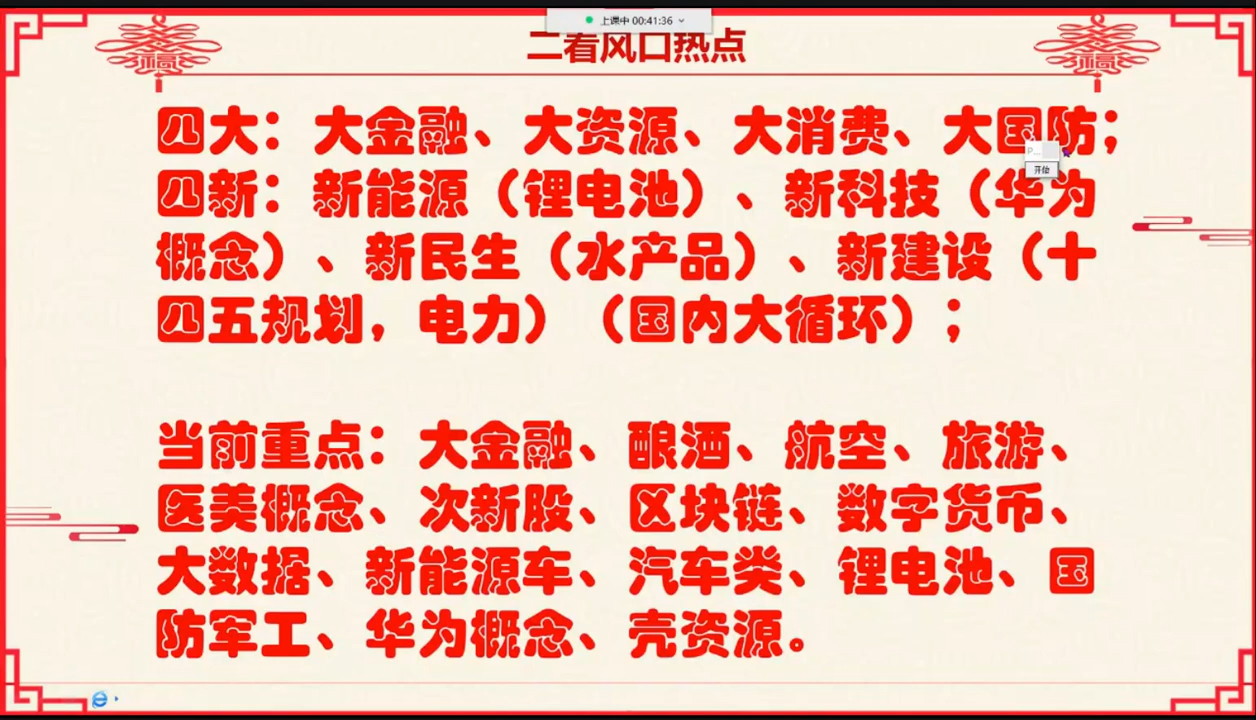 上课中 00:41:36
二看风口热点
福
福
四大：大金融、大资源、大消费、大国防；
开始
四新：新能源（锂电池）、新科技（华为
概念）、新民生（水产品）、新建设（十
四五规划，电力）（国内大循环）；
当前重点：大金融、酿酒、航空、旅游、
医美概念、次新股、区块链、数字货币、
大数据、新能源车、汽车类、锂电池、国
防军工、华为概念、壳资源。